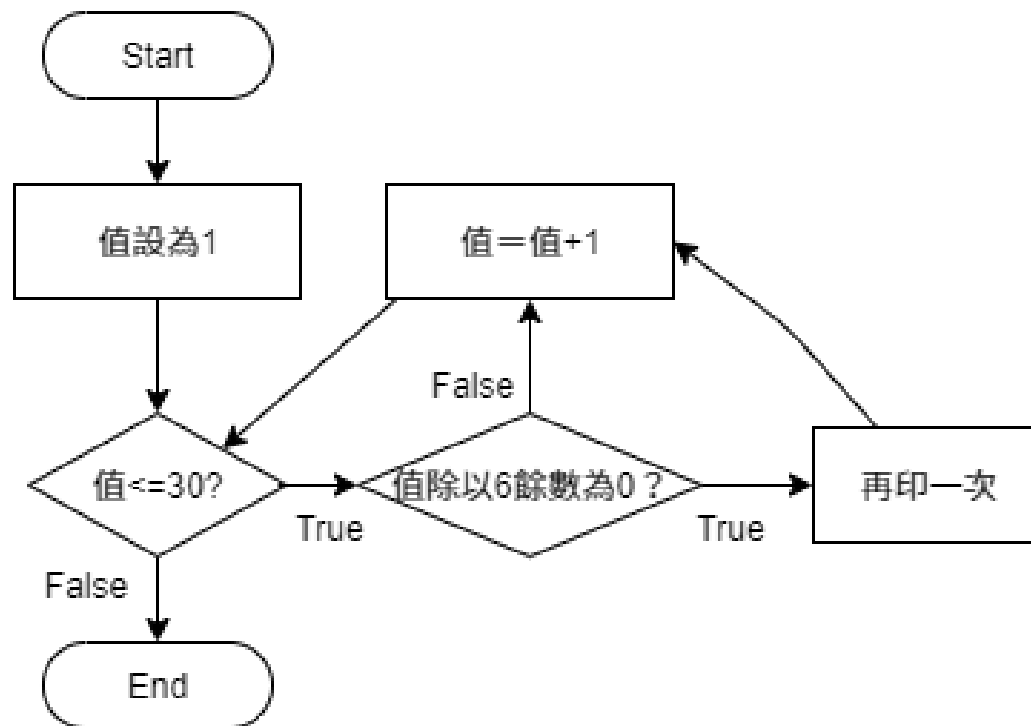 Start
值設為1
值＝值+1
False
值<=30?
True
值除以6餘數為0？
True
再印一次
False
End